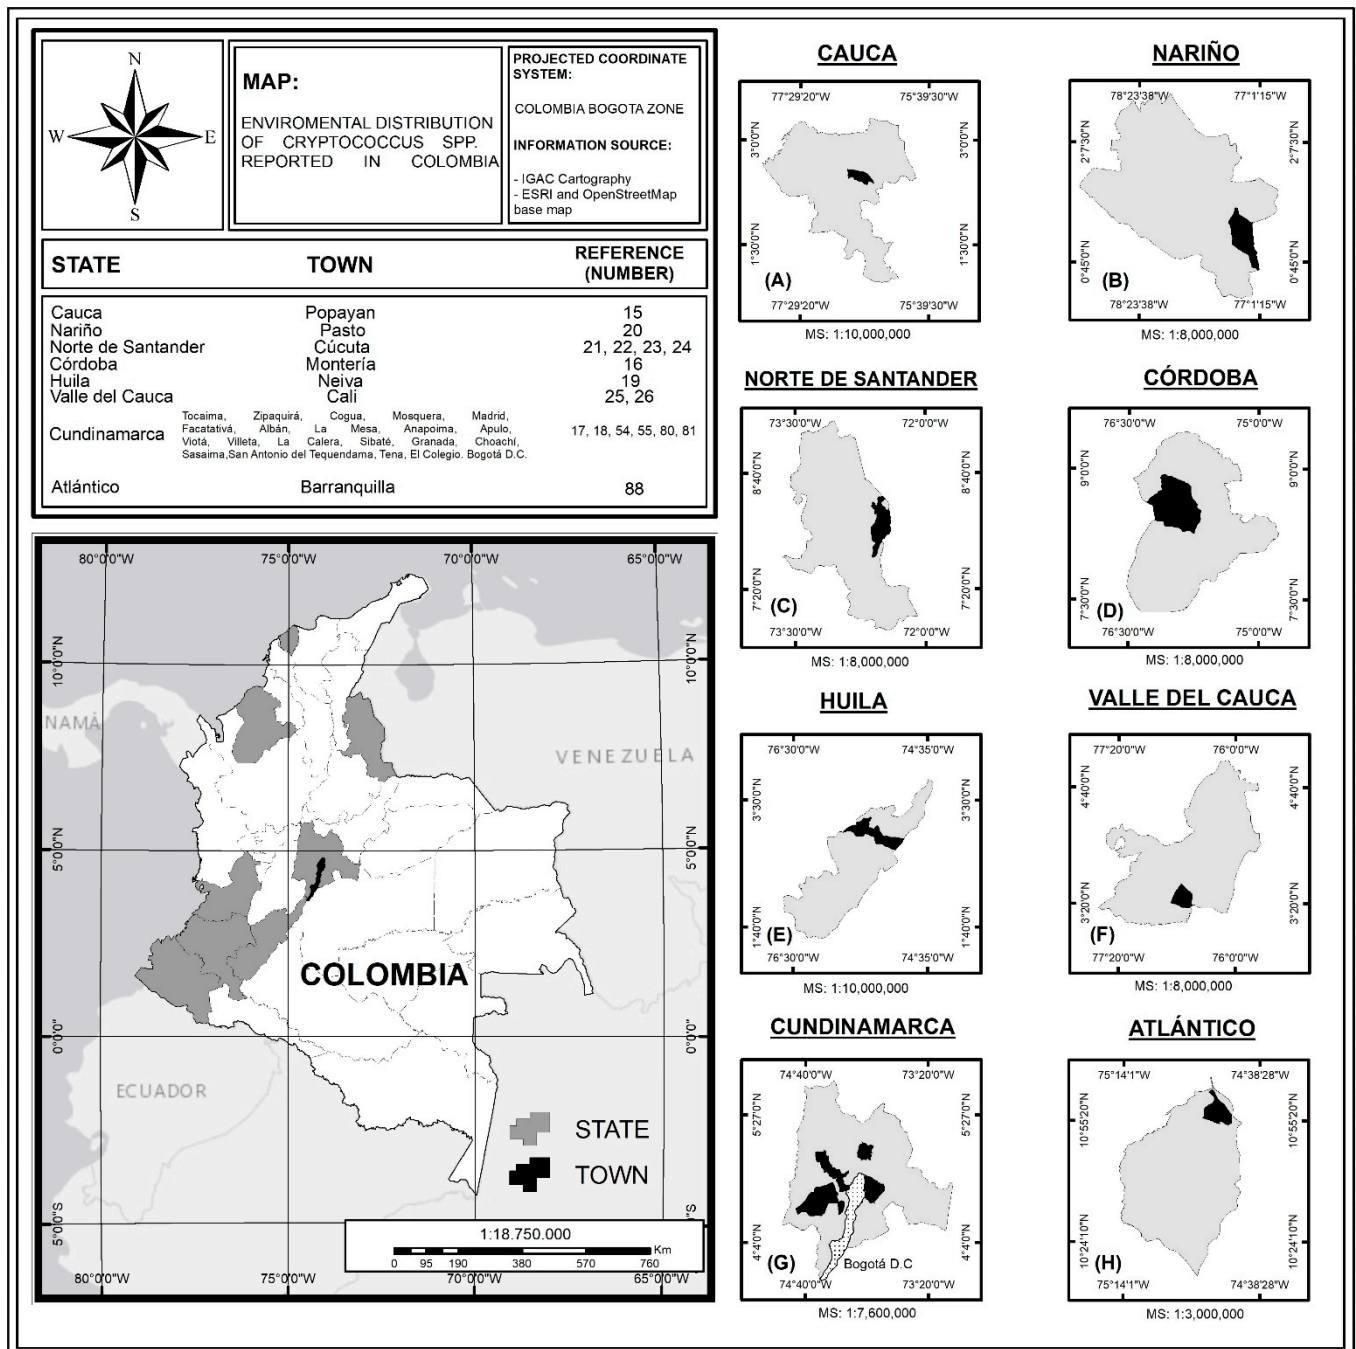 N
W
E
S
MAP:
ENVIROMENTAL DISTRIBUTION
OF CRYPTOCOCCUS SPP.
REPORTED IN COLOMBIA
PROJECTED COORDINATE
SYSTEM:
COLOMBIA BOGOTA ZONE
INFORMATION SOURCE:
- IGAC Cartography
- ESRI and OpenStreetMap
base map
STATE TOWN REFERENCE
(NUMBER)
Cauca Popayan 15
Nariño Pasto 20
Norte de Santander Cúcuta 21, 22, 23, 24
Córdoba Montería 16
Huila Neiva 19
Valle del Cauca Cali 25, 26
Cundinamarca
Tocaima, Zipaquirá, Cogua, Mosquera, Madrid,
Facatativá, Albán, La Mesa, Anapoima, Apulo,
Viotá, Villeta, La Calera, Sibaté, Granada, Choachí,
Sasaima,San Antonio del Tequendama, Tena, El Colegio. Bogotá D.C.
17, 18, 54, 55, 80, 81
Atlántico Barranquilla 88
80°0'0"W 75°0'0"W 70°0'0"W 65°0'0"W
10°0'0"N 10°0'0"N
NAMÁ
VENEZUELA
5°0'0"N 5°0'0"N
COLOMBIA
0°0'0" 0°0'0"
ECUADOR
STATE
TOWN
5°0'0"S 5°0'0"S
1:18.750.000
Km
0 95 190 380 570 760
80°0'0"W 75°0'0"W 70°0'0"W 65°0'0"W
CAUCA
77°29'20"W 75°39'30"W
3°0'0"N 3°0'0"N
1°30'0"N 1°30'0"N
(A)
77°29'20"W 75°39'30"W
MS: 1:10,000,000
NARIÑO
78°23'38"W 77°1'15"W
2°7'30"N 2°7'30"N
0°45'0"N 0°45'0"N
(B)
78°23'38"W 77°1'15"W
MS: 1:8,000,000
NORTE DE SANTANDER
73°30'0"W 72°0'0"W
8°40'0"N 8°40'0"N
7°20'0"N 7°20'0"N
(C)
73°30'0"W 72°0'0"W
MS: 1:8,000,000
CÓRDOBA
76°30'0"W 75°0'0"W
9°0'0"N 9°0'0"N
7°30'0"N 7°30'0"N
(D)
76°30'0"W 75°0'0"W
MS: 1:8,000,000
HUILA
76°30'0"W 74°35'0"W
3°30'0"N 3°30'0"N
1°40'0"N 1°40'0"N
(E)
76°30'0"W 74°35'0"W
MS: 1:10,000,000
VALLE DEL CAUCA
77°20'0"W 76°0'0"W
4°40'0"N 4°40'0"N
3°20'0"N 3°20'0"N
(F)
77°20'0"W 76°0'0"W
MS: 1:8,000,000
CUNDINAMARCA
74°40'0"W 73°20'0"W
5°27'0"N 5°27'0"N
4°4'0"N 4°4'0"N
(G)
Bogotá D.C
74°40'0"W 73°20'0"W
MS: 1:7,600,000
ATLÁNTICO
75°14'1"W 74°38'28"W
10°55'20"N 10°55'20"N
10°24'10"N 10°24'10"N
(H)
75°14'1"W 74°38'28"W
MS: 1:3,000,000